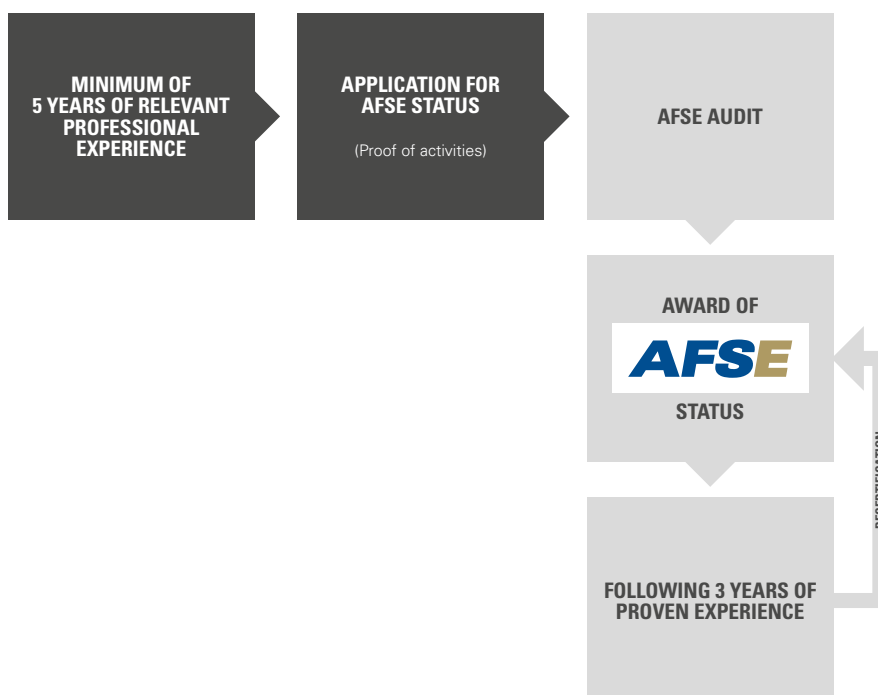 MINIMUM OF
5 YEARS OF RELEVANT
PROFESSIONAL
EXPERIENCE
APPLICATION FOR
AFSE STATUS
(Proof of activities)
AFSE AUDIT
AWARD OF
AFSE
STATUS
RECERTIFICATION
FOLLOWING 3 YEARS OF
PROVEN EXPERIENCE